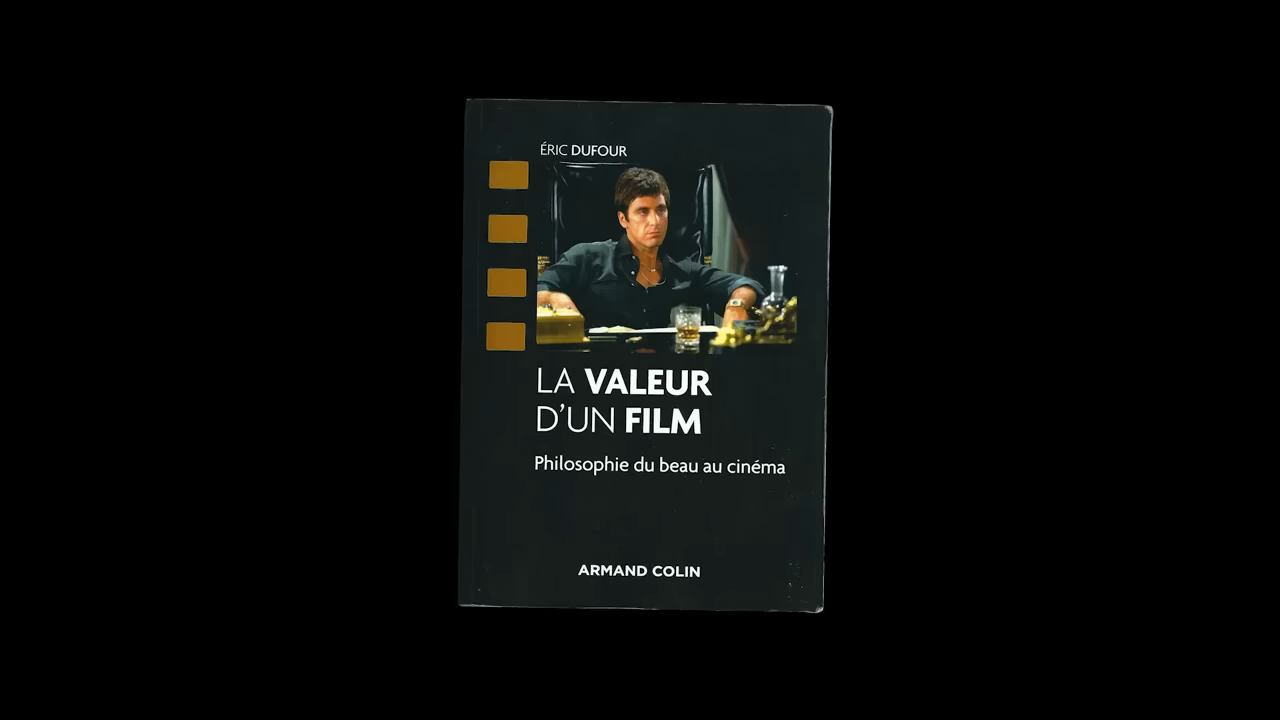 ÉRIC DUFOUR
LA VALEUR
D'UN FILM
Philosophie du beau au cinéma
ARMAND COLIN